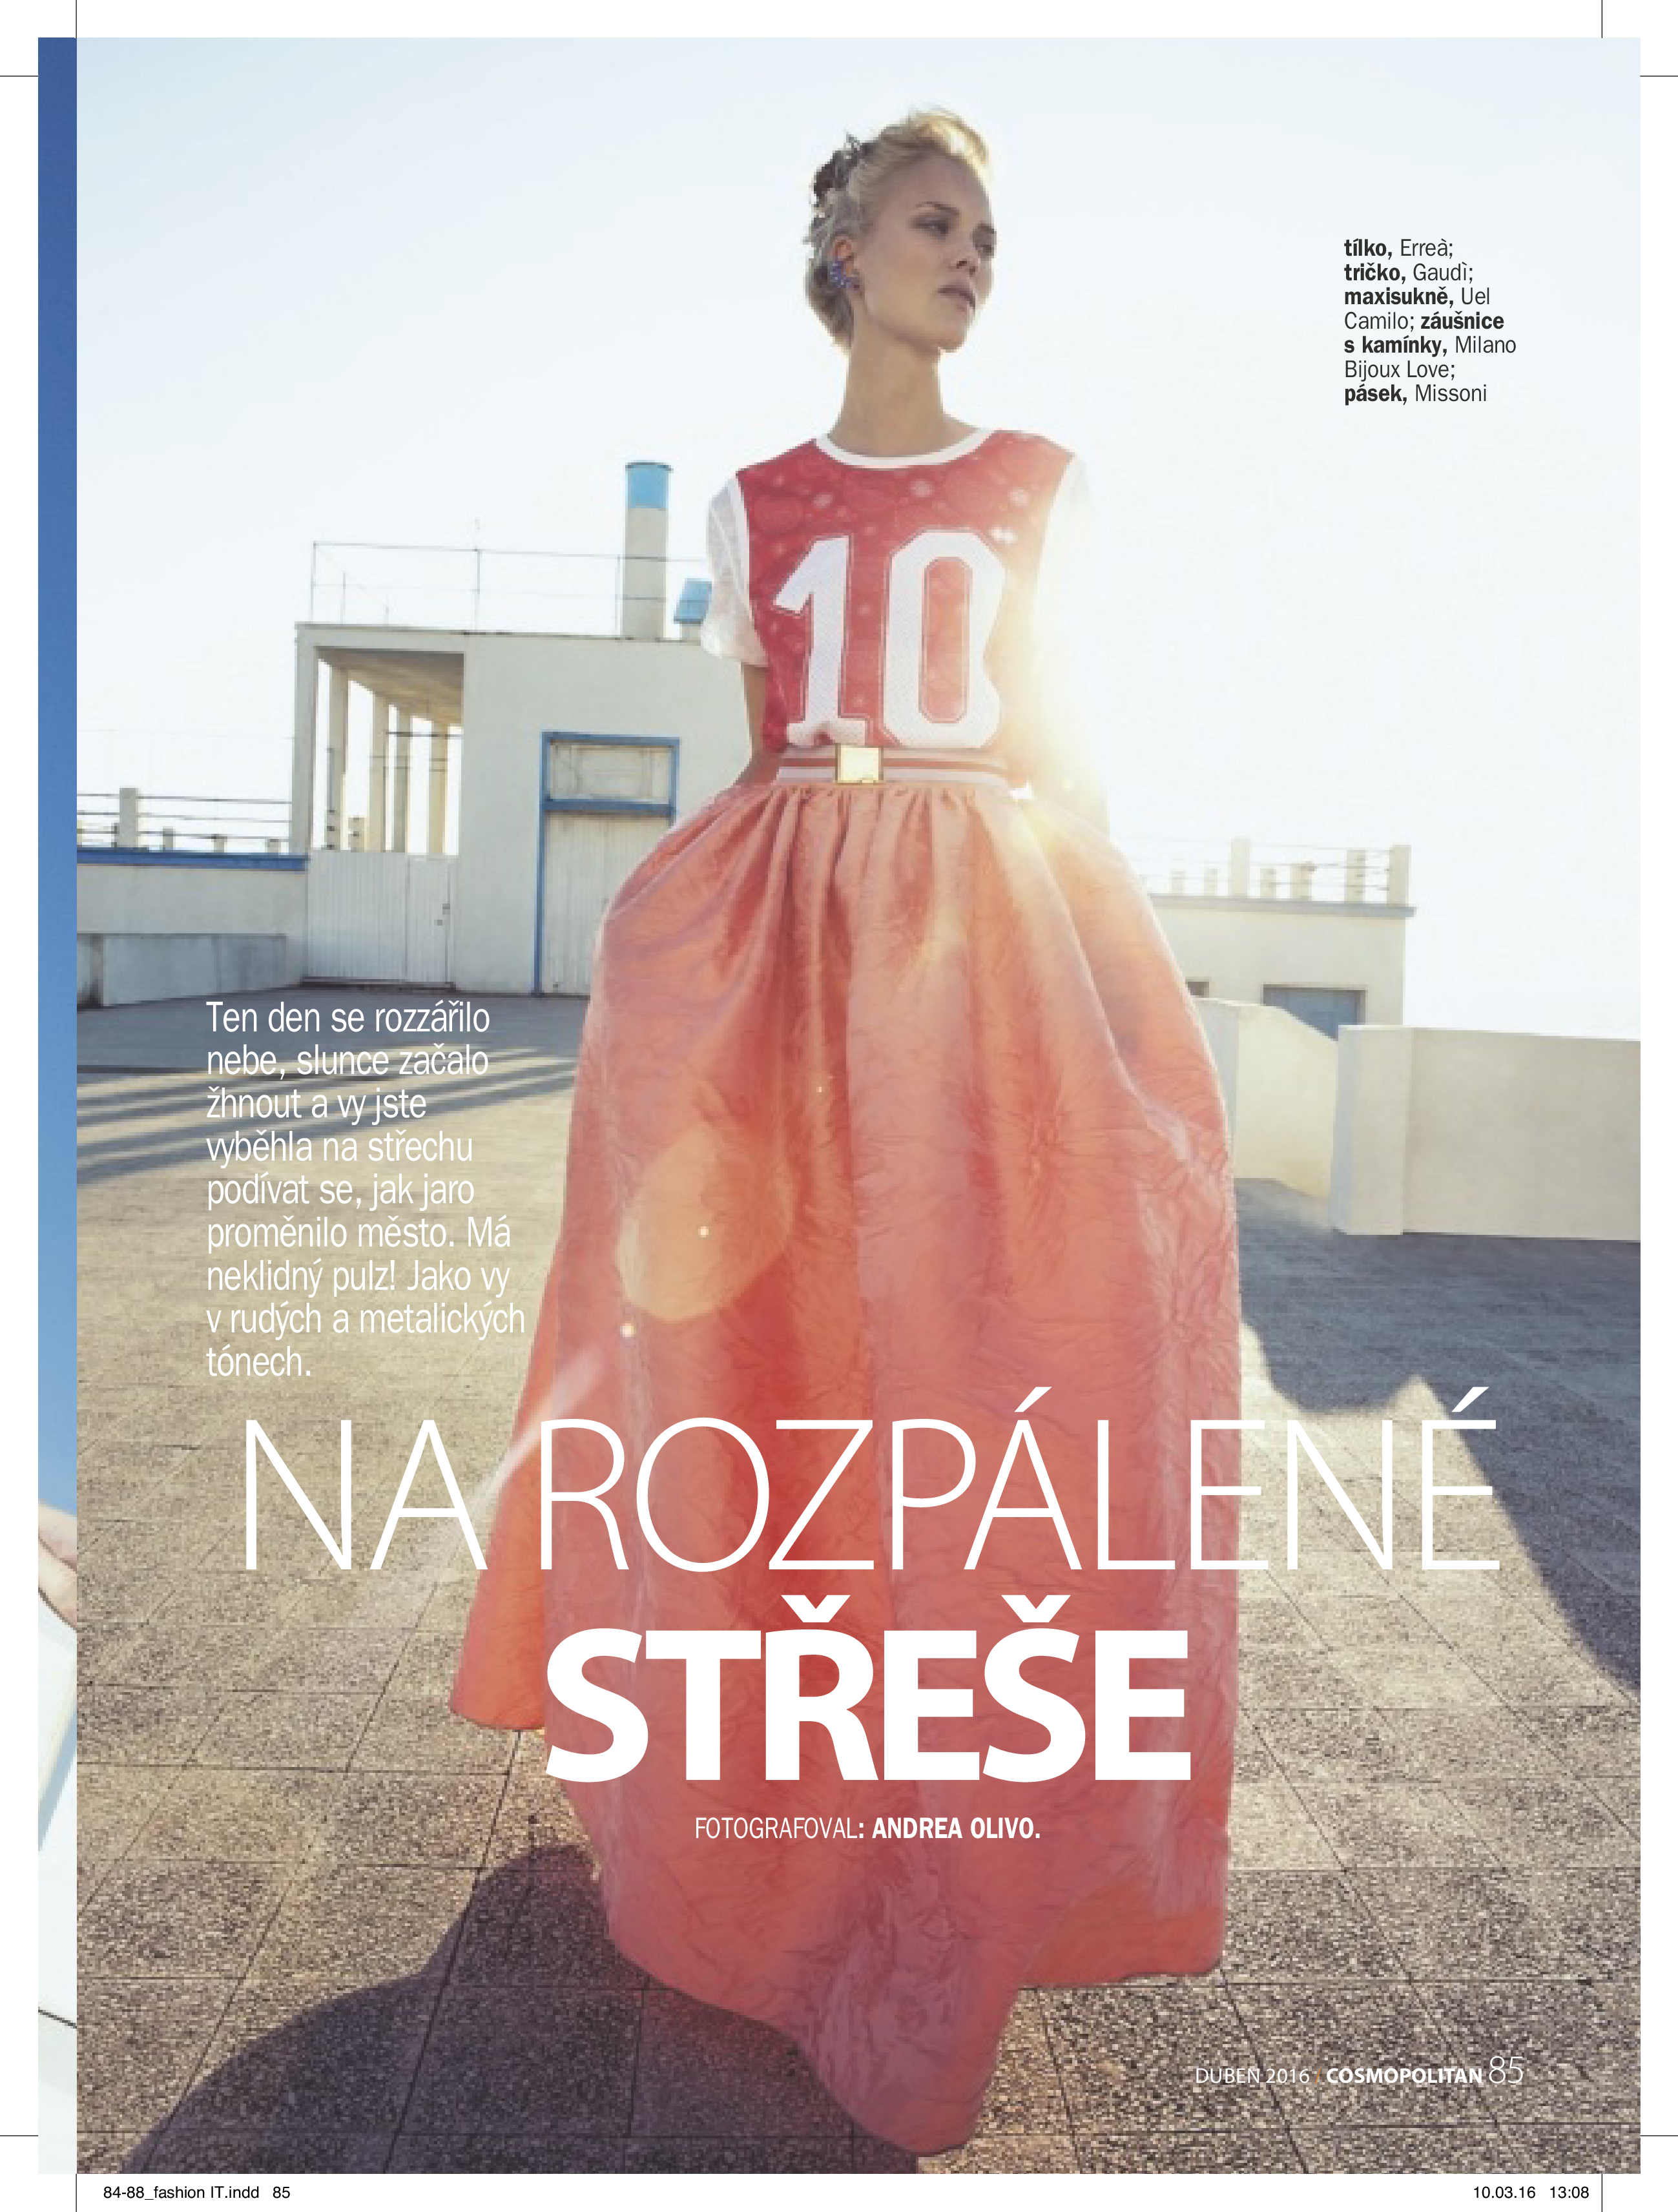 tílko, Erreà;
tričko, Gaudì;
maxisukně, Uel
Camilo; záušnice
s kamínky, Milano
Bijoux Love;
pásek, Missoni
10
Ten den se rozzářilo
nebe, slunce začalo
žhnout a vy jste
vyběhla na střechu
podívat se, jak jaro
proměnilo město. Má
neklidný pulz! Jako vy
v rudých a metalických
tónech.
NA ROZPÁLENÉ
STŘEŠE
FOTOGRAFOVAL: ANDREA OLIVO.
DUBEN 2016 COSMOPOLITAN 85
84-88_fashion IT.indd 85
10.03.16 13:08